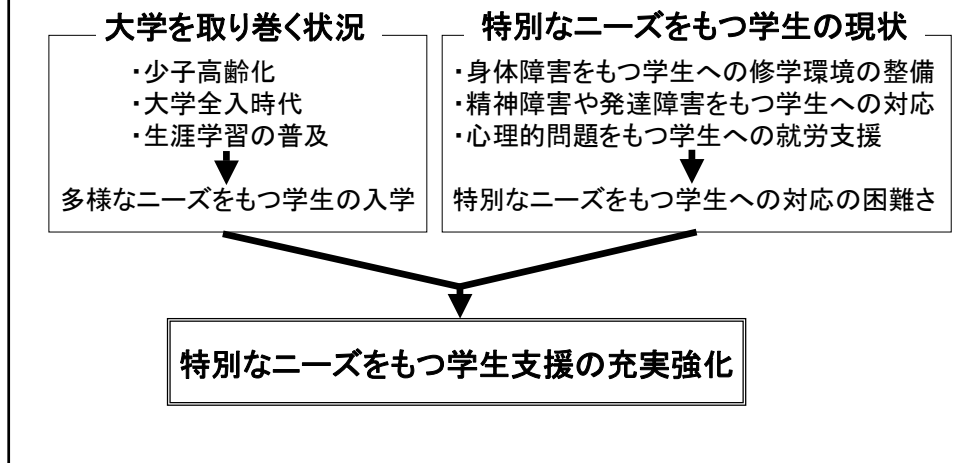 大学を取り巻く状況
・少子高齢化
・大学全入時代
・生涯学習の普及
多様なニーズをもつ学生の入学
特別なニーズをもつ学生の現状
・身体障害をもつ学生への修学環境の整備
・精神障害や発達障害をもつ学生への対応
・心理的問題をもつ学生への就労支援
特別なニーズをもつ学生への対応の困難さ
特別なニーズをもつ学生支援の充実強化